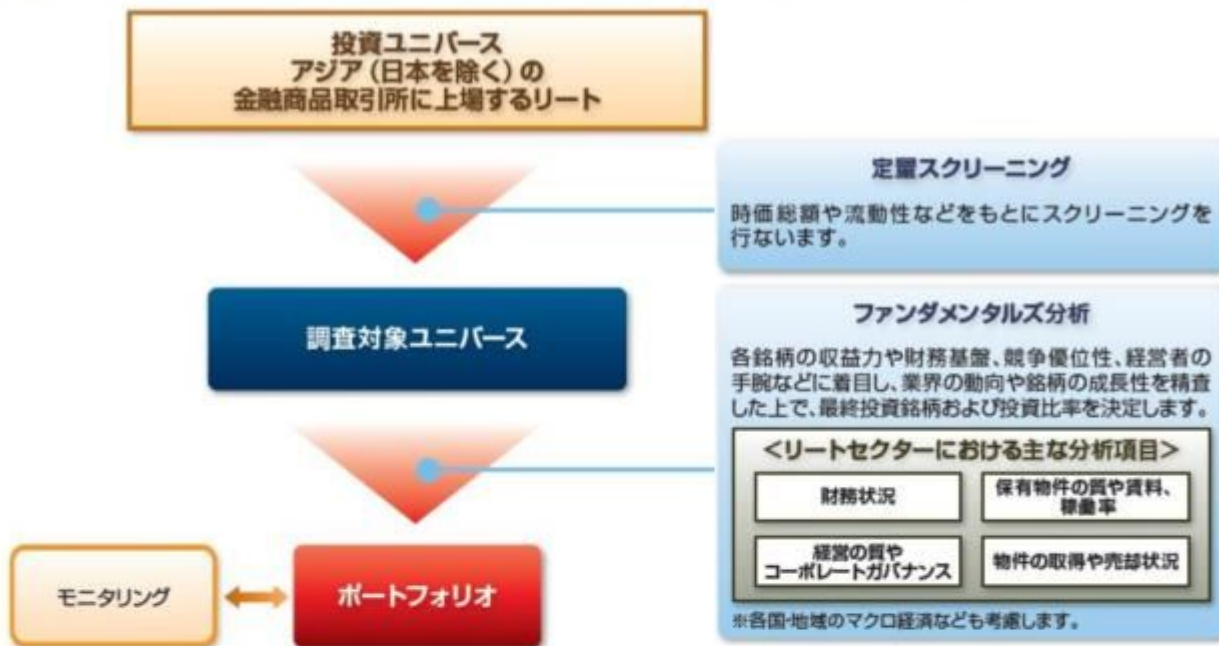 投資ユニバース
アジア（日本を除く）の
金融商品取引所に上場するリート
定量スクリーニング
時価総額や流動性などをもとにスクリーニングを
行ないます。
調査対象ユニバース
ファンダメンタルズ分析
各銘柄の収益力や財務基盤、競争優位性、経営者の
手腕などに着目し、業界の動向や銘柄の成長性を精査
した上で、最終投資銘柄および投資比率を決定します。
＜リートセクターにおける主な分析項目＞
財務状況
保有物件の質や賃料、
稼働率
経営の質や
コーポレートガバナンス
物件の取得や売却状況
※各国・地域のマクロ経済なども考慮します。
モニタリング
ポートフォリオ